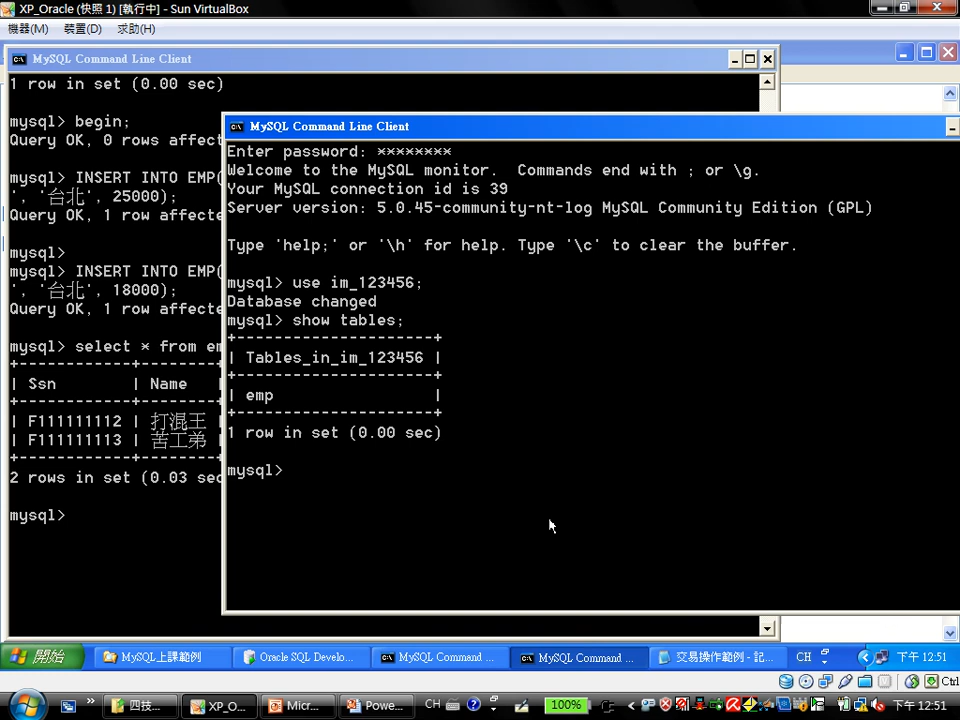 XP_Oracle (快照 1) [執行中] - Sun VirtualBox
機器(M) 裝置(D) 求助(H)
MySQL Command Line Client
1 row in set (0.00 sec)
mysql> begin;
Query OK, 0 rows affect
mysql> INSERT INTO EMP(
', '台北', 25000);
Query OK, 1 row affecte
mysql>
mysql> INSERT INTO EMP(
', '台北', 18000);
Query OK, 1 row affecte
mysql> select * from em
+-----------+--------
| Ssn | Name
+-----------+--------
| F111111112 | 打混王
| F111111113 | 苦工弟
+-----------+--------
2 rows in set (0.03 sec
mysql>
MySQL Command Line Client
Enter password: ********
Welcome to the MySQL monitor. Commands end with ; or \g.
Your MySQL connection id is 39
Server version: 5.0.45-community-nt-log MySQL Community Edition (GPL)
Type 'help;' or '\h' for help. Type '\c' to clear the buffer.
mysql> use im_123456;
Database changed
mysql> show tables;
+---------------------+
| Tables_in_im_123456 |
+---------------------+
| emp |
+---------------------+
1 row in set (0.00 sec)
mysql>
開始 MySQL上課範例 Oracle SQL Develo... MySQL Command ... MySQL Command ... 交易操作範例 - 記... CH 下午 12:51
Ctrl
四技... XP_O... Micr... Powe... CH 100% 下午 12:51